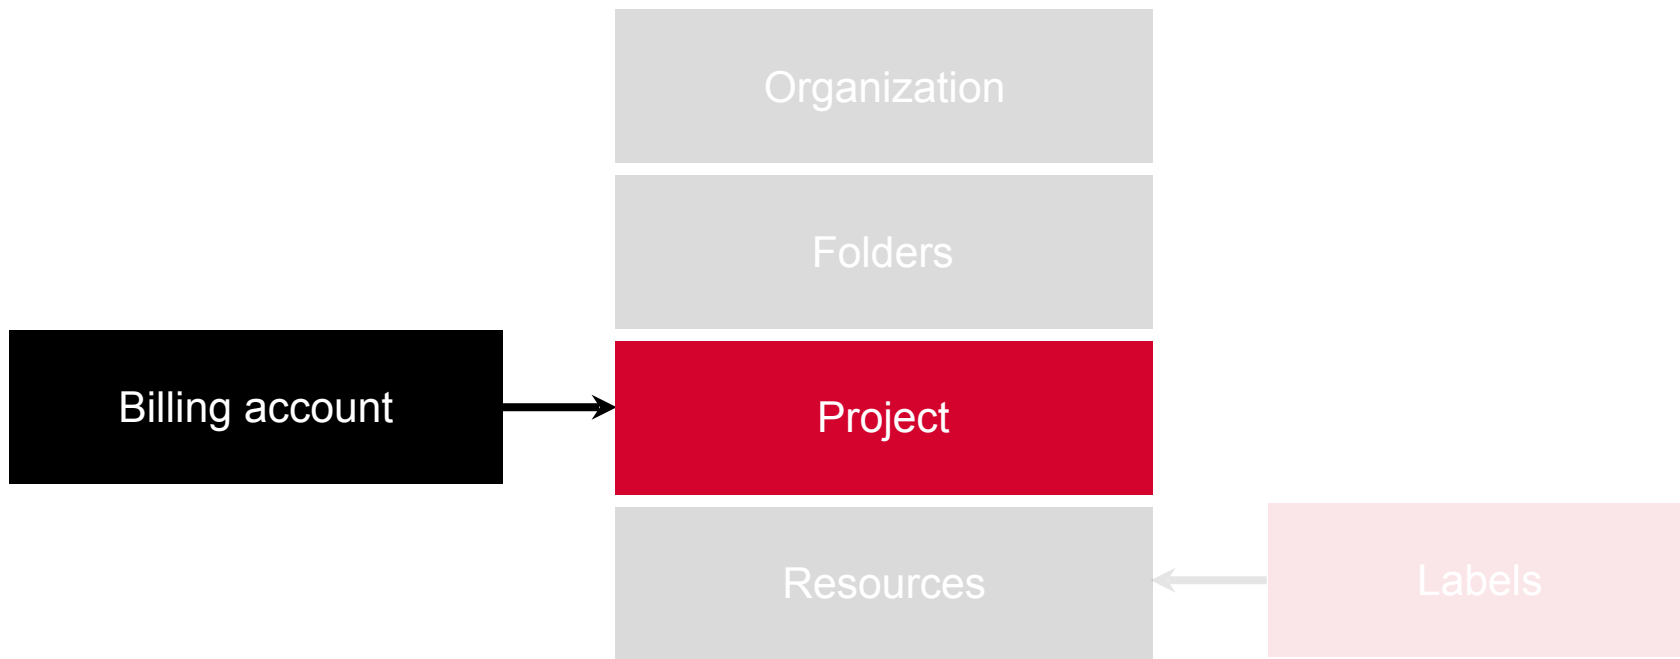 Organization
Folders
Billing account
Project
Resources
Labels